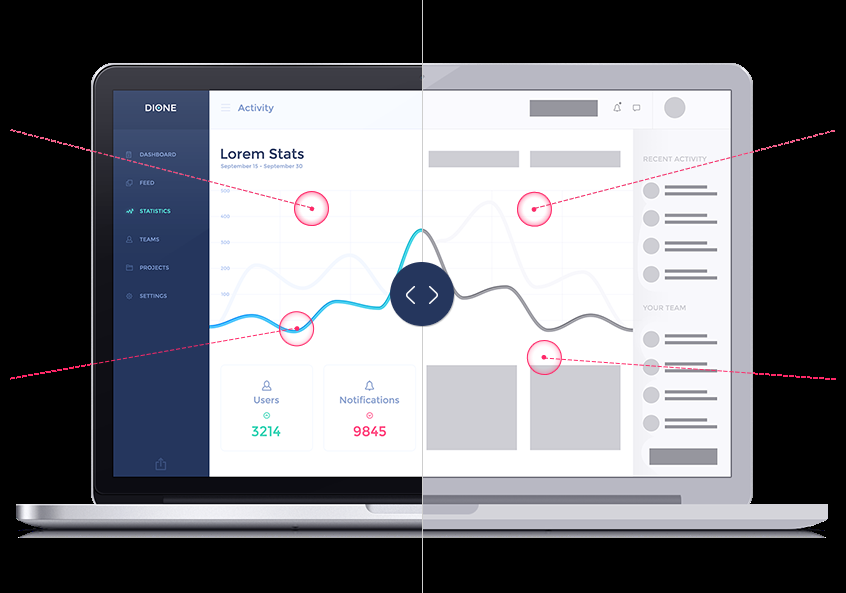 DIONE
Activity
DASHBOARD
FEED
STATISTICS
TEAMS
PROJECTS
SETTINGS
Lorem Stats
September 15 - September 30
500
400
300
200
100
Users
3214
Notifications
9845
RECENT ACTIVITY
YOUR TEAM